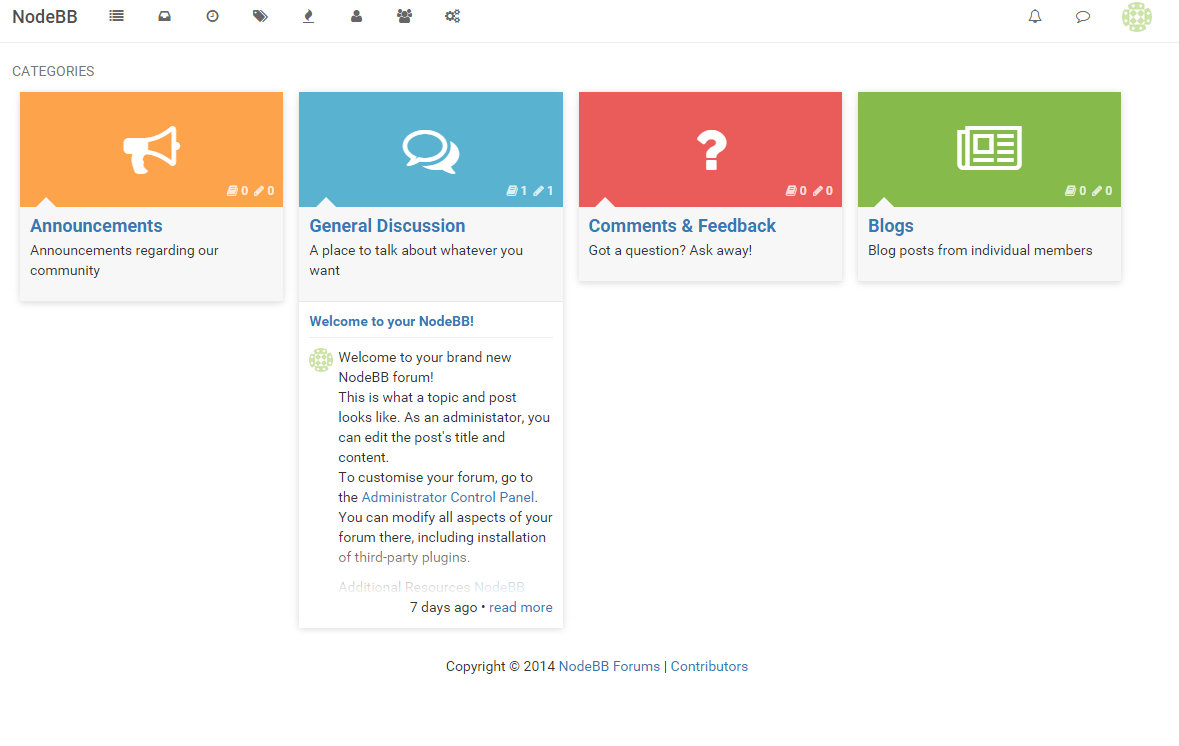 NodeBB
CATEGORIES
0 0
Announcements
Announcements regarding our
community
1 1
General Discussion
A place to talk about whatever you
want
Welcome to your NodeBB!
Welcome to your brand new
NodeBB forum!
This is what a topic and post
looks like. As an administator, you
can edit the post's title and
content.
To customise your forum, go to
the Administrator Control Panel.
You can modify all aspects of your
forum there, including installation
of third-party plugins.
Additional Resources NodeBB
7 days ago • read more
0 0
Comments & Feedback
Got a question? Ask away!
0 0
Blogs
Blog posts from individual members
Copyright © 2014 NodeBB Forums | Contributors